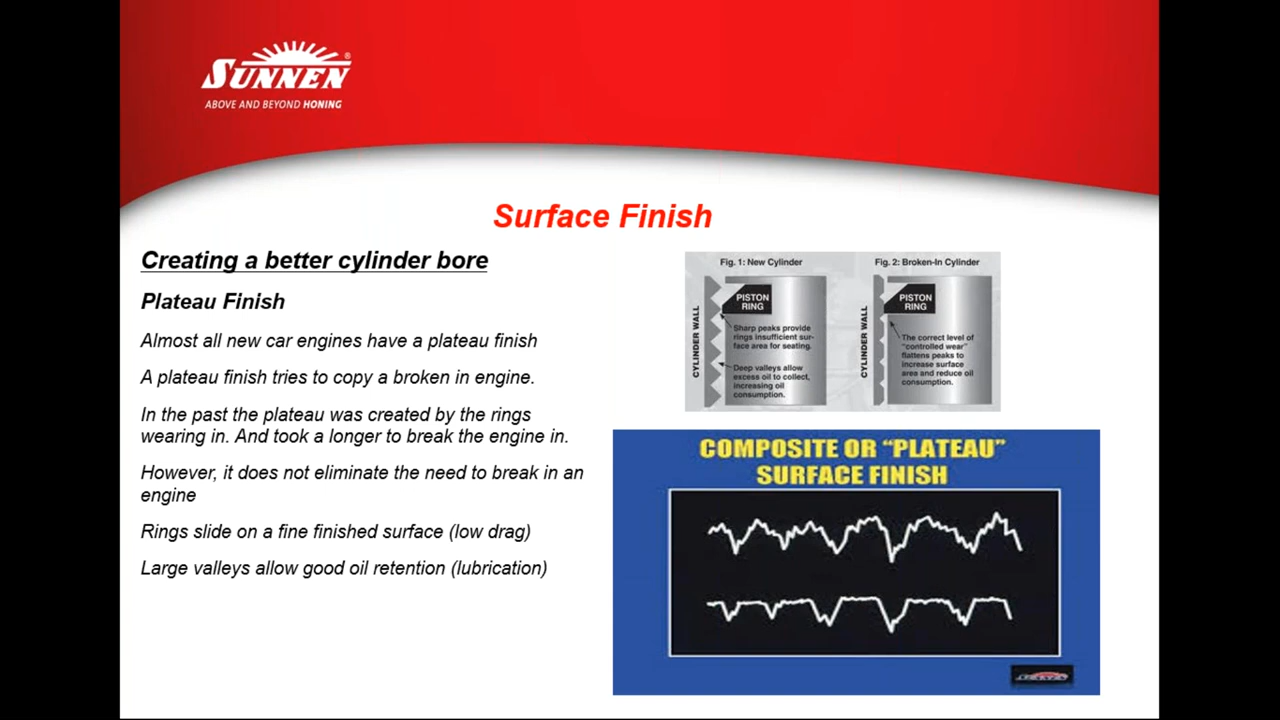 SUNNEN®
ABOVE AND BEYOND HONING
Surface Finish
Creating a better cylinder bore
Plateau Finish
Almost all new car engines have a plateau finish
A plateau finish tries to copy a broken in engine.
In the past the plateau was created by the rings
wearing in. And took a longer to break the engine in.
However, it does not eliminate the need to break in an
engine
Rings slide on a fine finished surface (low drag)
Large valleys allow good oil retention (lubrication)
Fig. 1: New Cylinder
CYLINDER WALL
PISTON
RING
Sharp peaks provide
rings insufficient sur-
face area for seating.
Deep valleys allow
excess oil to collect,
increasing oil
consumption.
Fig. 2: Broken-In Cylinder
CYLINDER WALL
PISTON
RING
The correct level of
"controlled wear"
flattens peaks to
increase surface
area and reduce oil
consumption.
COMPOSITE OR "PLATEAU"
SURFACE FINISH